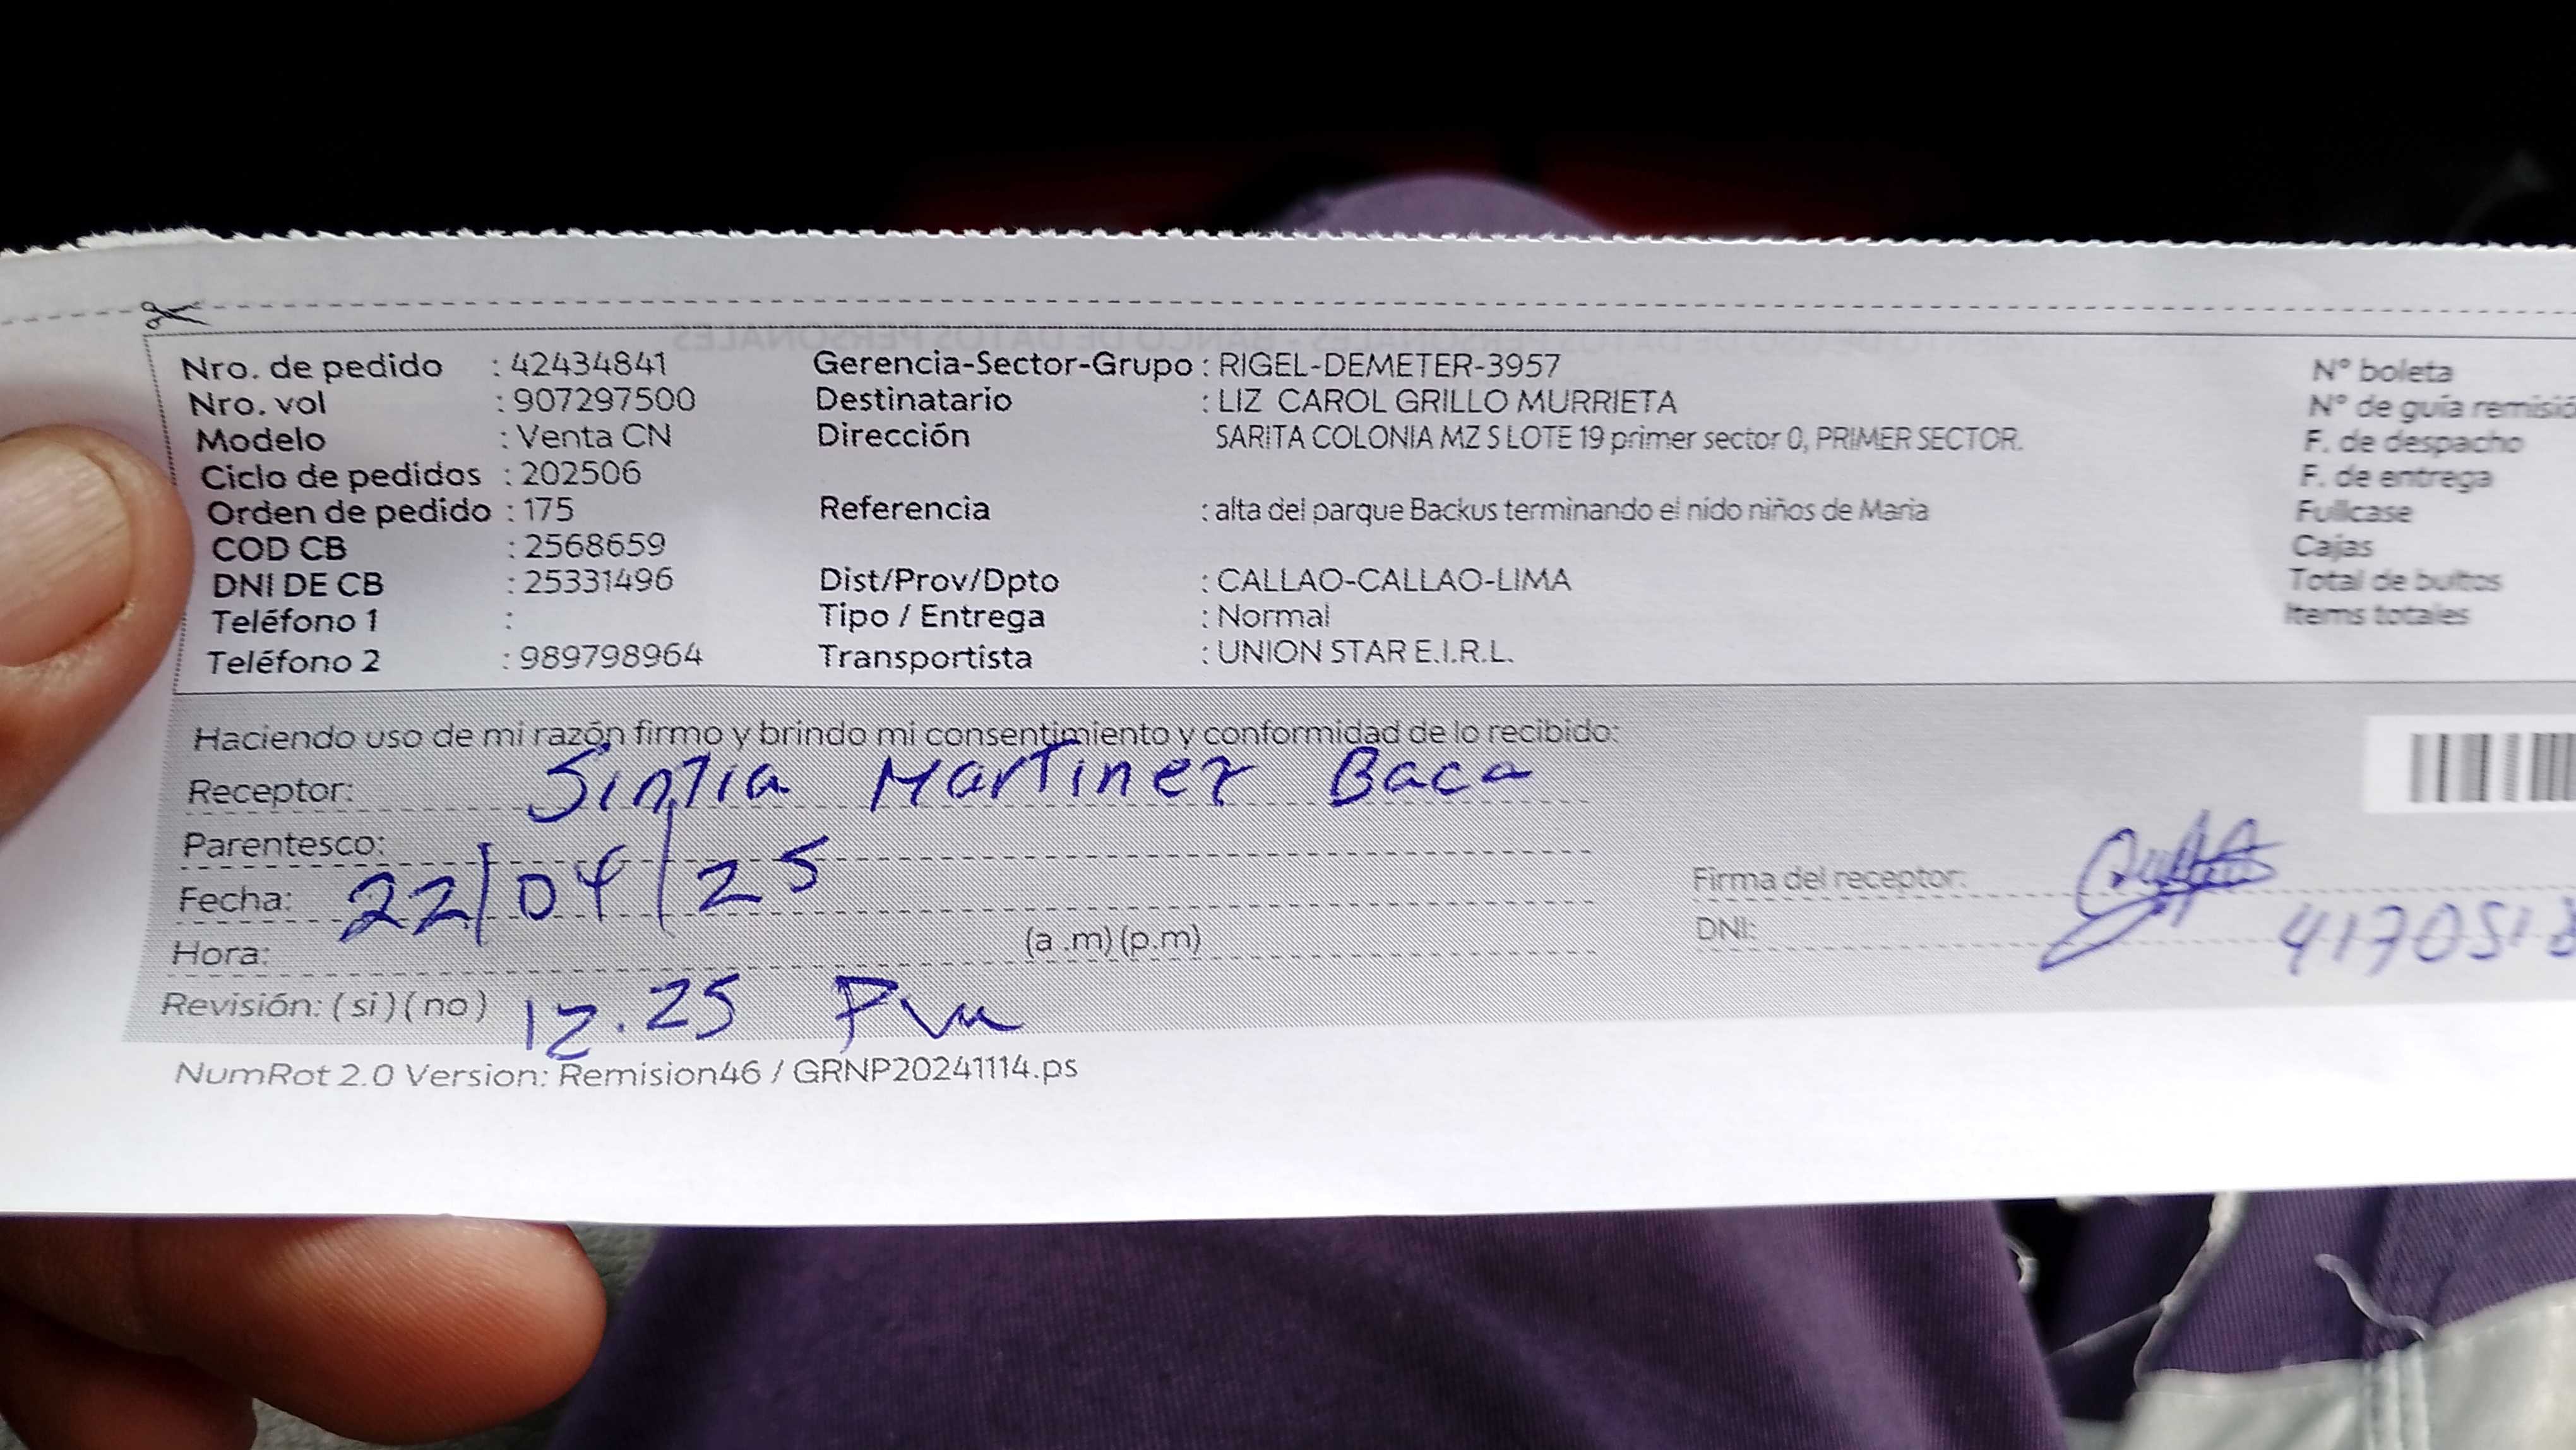 Nro. de pedido : 42434841 Gerencia-Sector-Grupo : RIGEL-DEMETER-3957 N° boleta
Nro. vol : 907297500 Destinatario : LIZ CAROL GRILLO MURRIETA N° de guía remisió
Modelo : Venta CN Dirección SARITA COLONIA MZ S LOTE 19 primer sector 0, PRIMER SECTOR. F. de despacho
Ciclo de pedidos : 202506 F. de entrega
Orden de pedido : 175 Referencia : alta del parque Backus terminando el nido niños de Maria Fullcase
COD CB : 2568659 Cajas
DNI DE CB : 25331496 Dist/Prov/Dpto : CALLAO-CALLAO-LIMA Total de bultos
Teléfono 1 : Tipo / Entrega : Normal Items totales
Teléfono 2 : 989798964 Transportista : UNION STAR E.I.R.L.
Haciendo uso de mi razón firmo y brindo mi consentimiento y conformidad de lo recibido:
Receptor: Sintia Martinez Baca
Parentesco:
Fecha: 22/04/25 Firma del receptor:
Hora: (a .m) (p.m) DNI: 4170518
Revisión: ( si ) ( no ) 12.25 Pm
NumRot 2.0 Version: Remision46 / GRNP20241114.ps